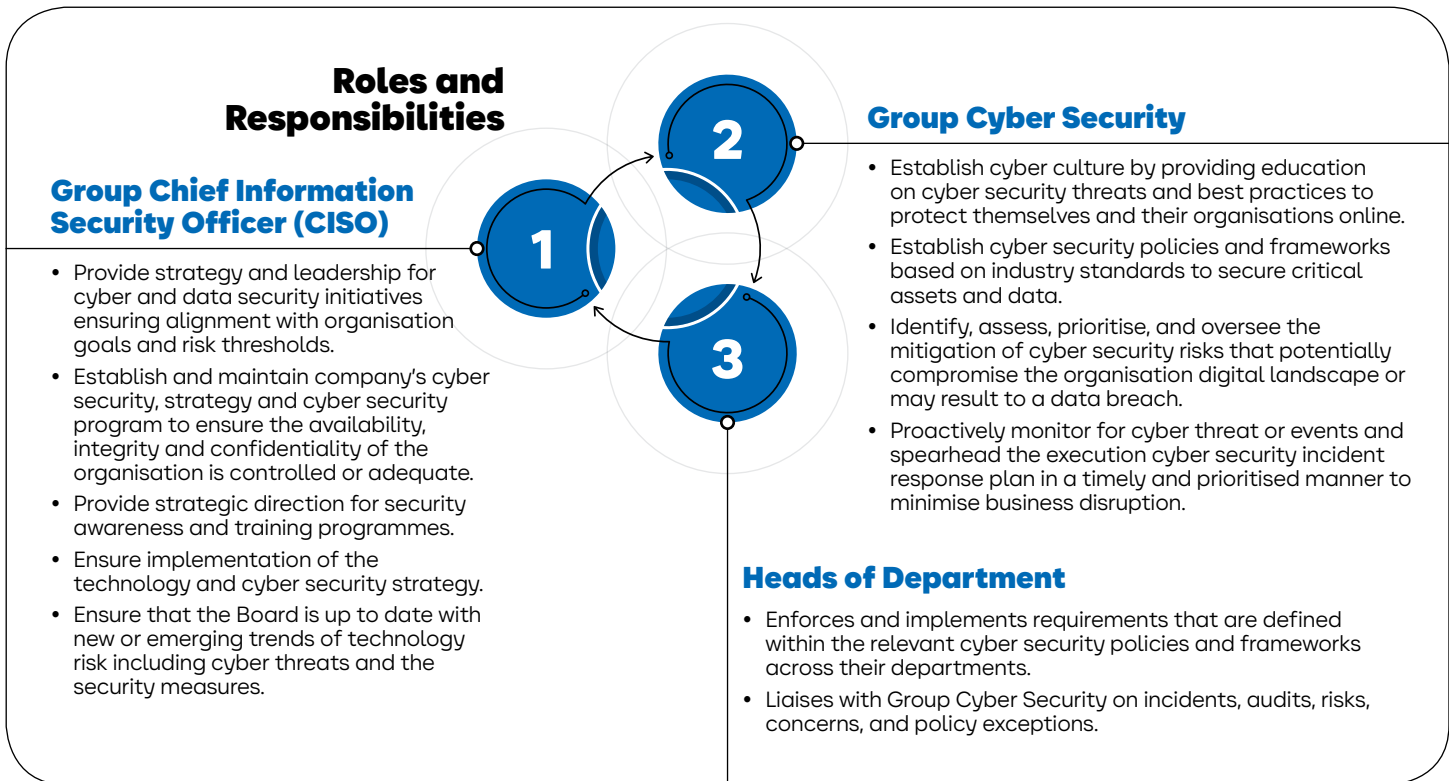 Roles and
Responsibilities
1
Group Chief Information
Security Officer (CISO)
• Provide strategy and leadership for
cyber and data security initiatives
ensuring alignment with organisation
goals and risk thresholds.
• Establish and maintain company's cyber
security, strategy and cyber security
program to ensure the availability,
integrity and confidentiality of the
organisation is controlled or adequate.
• Provide strategic direction for security
awareness and training programmes.
• Ensure implementation of the
technology and cyber security strategy.
• Ensure that the Board is up to date with
new or emerging trends of technology
risk including cyber threats and the
security measures.
2
Group Cyber Security
• Establish cyber culture by providing education
on cyber security threats and best practices to
protect themselves and their organisations online.
• Establish cyber security policies and frameworks
based on industry standards to secure critical
assets and data.
• Identify, assess, prioritise, and oversee the
mitigation of cyber security risks that potentially
compromise the organisation digital landscape or
may result to a data breach.
• Proactively monitor for cyber threat or events and
spearhead the execution cyber security incident
response plan in a timely and prioritised manner to
minimise business disruption.
3
Heads of Department
• Enforces and implements requirements that are defined
within the relevant cyber security policies and frameworks
across their departments.
• Liaises with Group Cyber Security on incidents, audits, risks,
concerns, and policy exceptions.